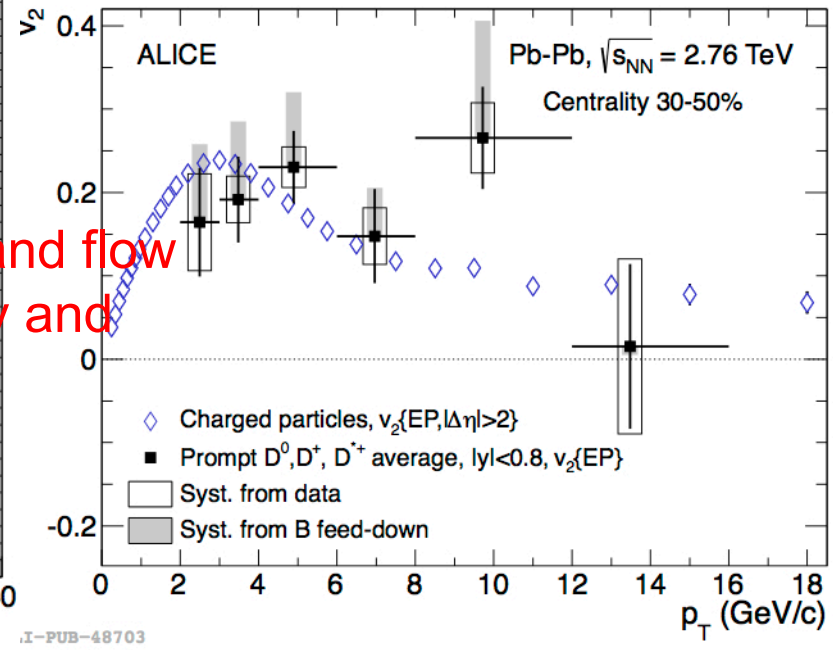 v2
0.4
ALICE
Pb-Pb, √sNN = 2.76 TeV
Centrality 30-50%
0.2
and flow
and
0
Charged particles, v2{EP,|Δη|>2}
Prompt D0,D+, D*+ average, |y|<0.8, v2{EP}
Syst. from data
Syst. from B feed-down
-0.2
0 2 4 6 8 10 12 14 16 18
0
pT (GeV/c)
I-PUB-48703